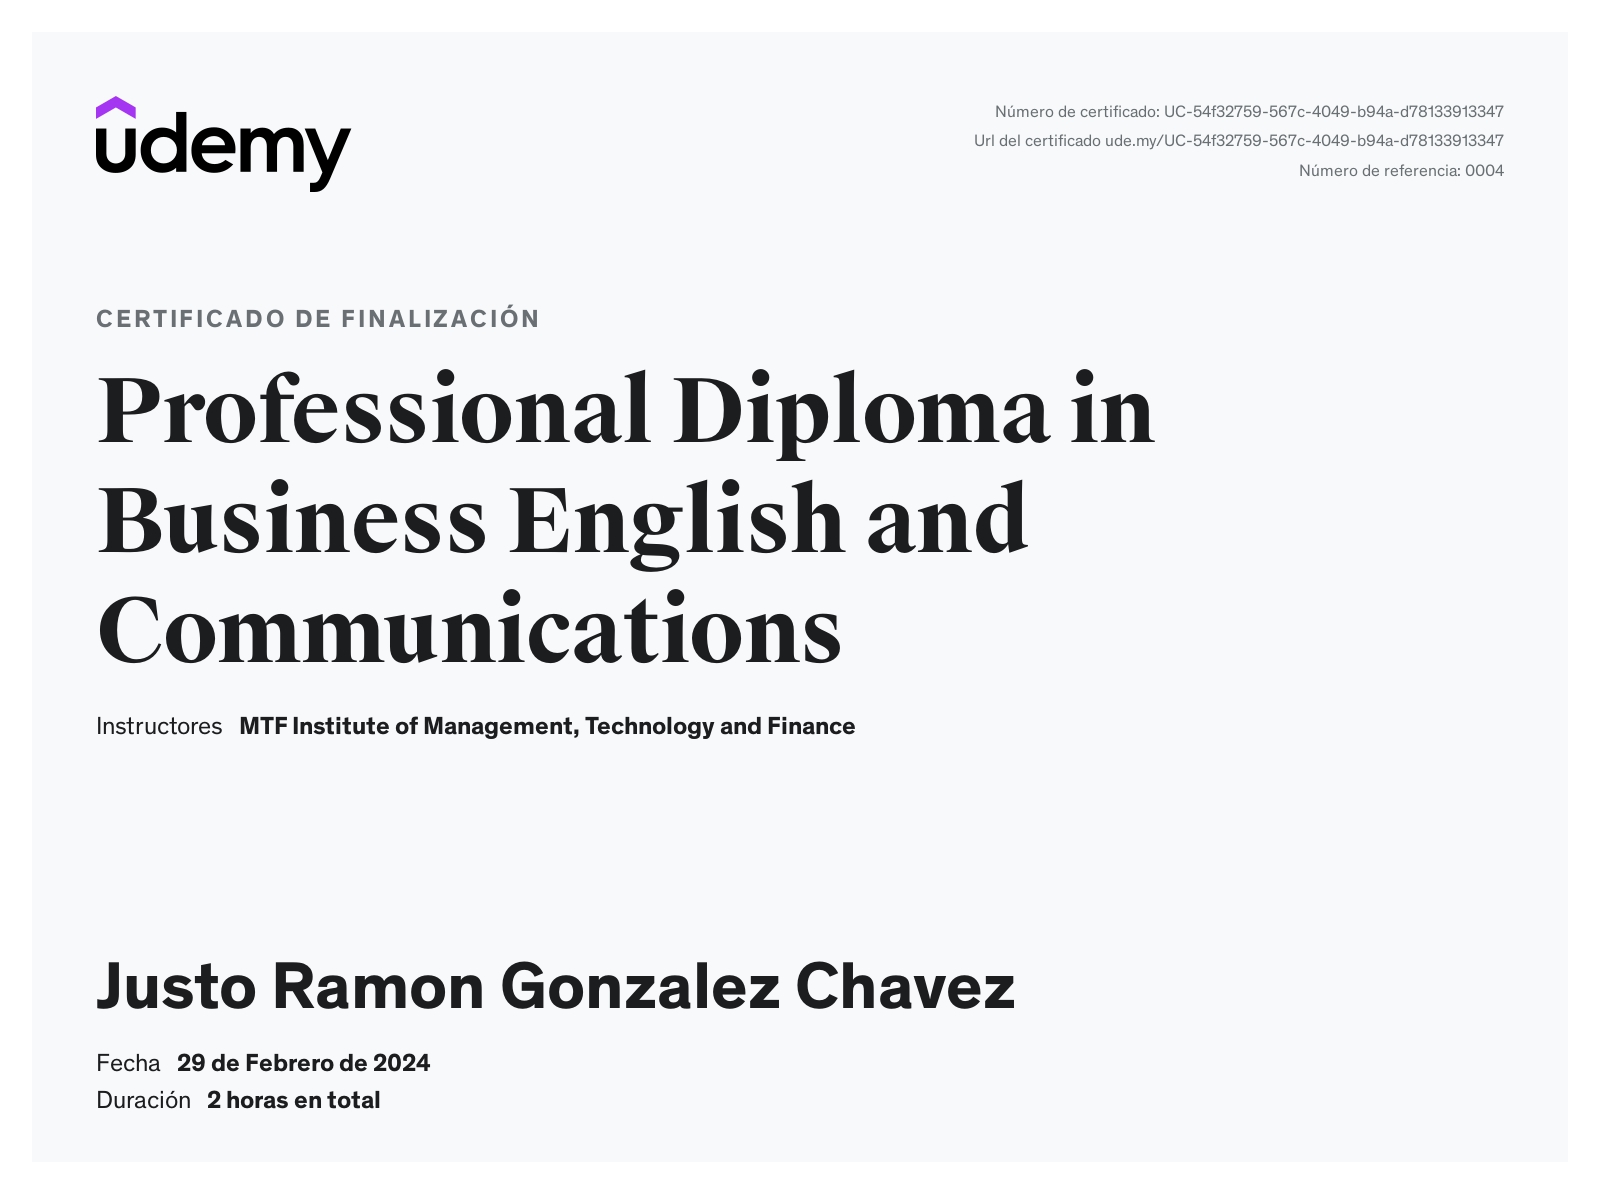 udemy
Número de certificado: UC-54f32759-567c-4049-b94a-d78133913347
Url del certificado ude.my/UC-54f32759-567c-4049-b94a-d78133913347
Número de referencia: 0004
CERTIFICADO DE FINALIZACIÓN
Professional Diploma in
Business English and
Communications
Instructores MTF Institute of Management, Technology and Finance
Justo Ramon Gonzalez Chavez
Fecha 29 de Febrero de 2024
Duración 2 horas en total